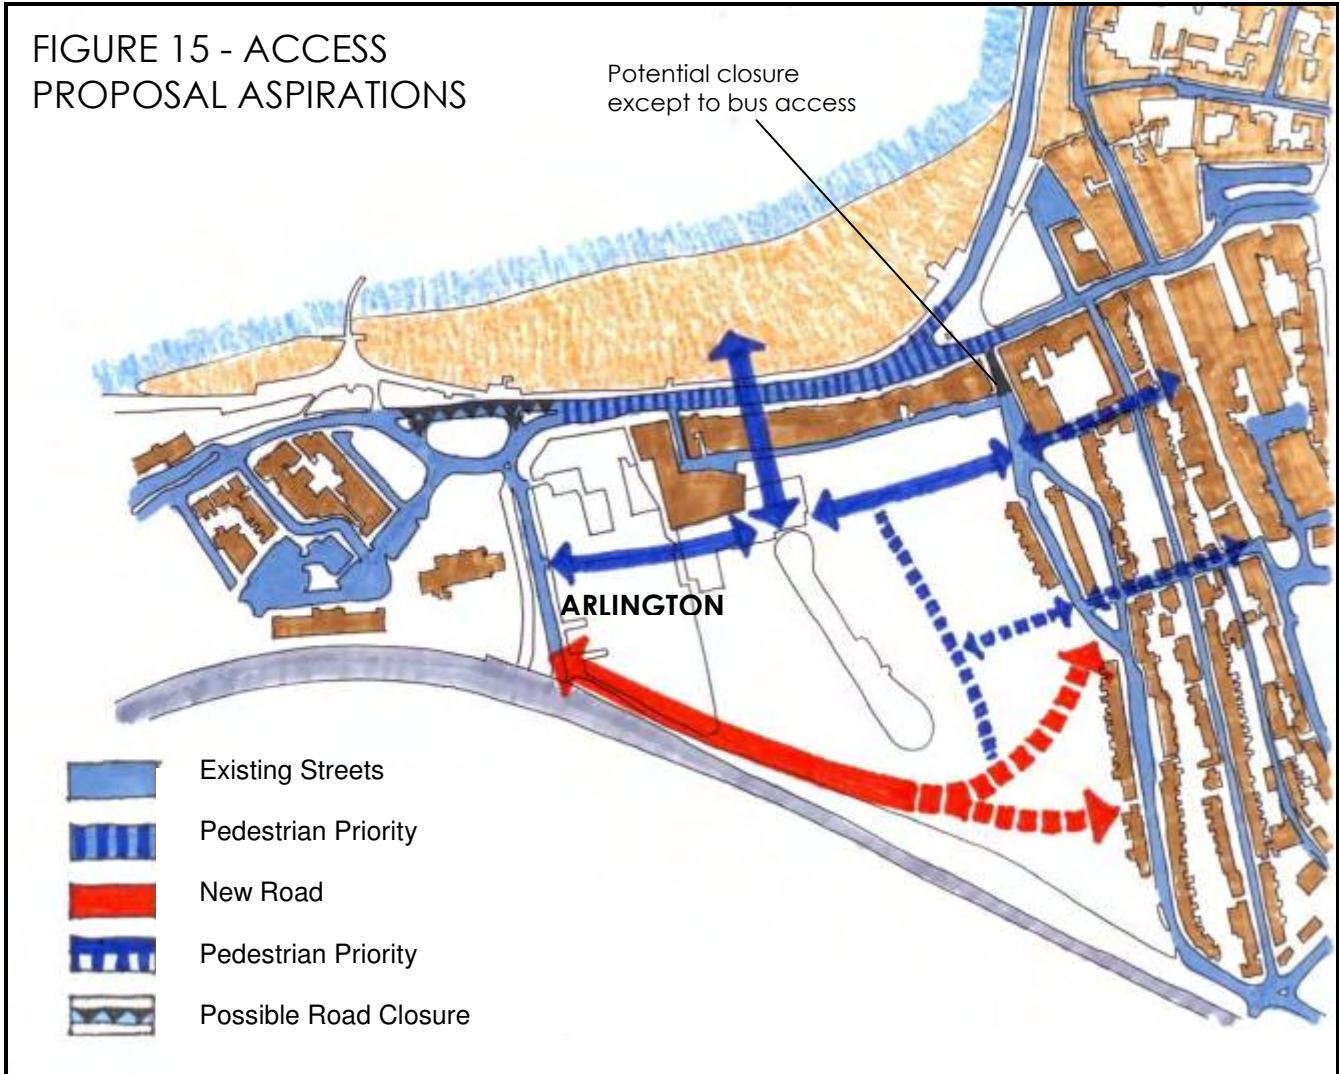 FIGURE 15 - ACCESS
PROPOSAL ASPIRATIONS
Potential closure
except to bus access
ARLINGTON
Existing Streets
Pedestrian Priority
New Road
Pedestrian Priority
Possible Road Closure